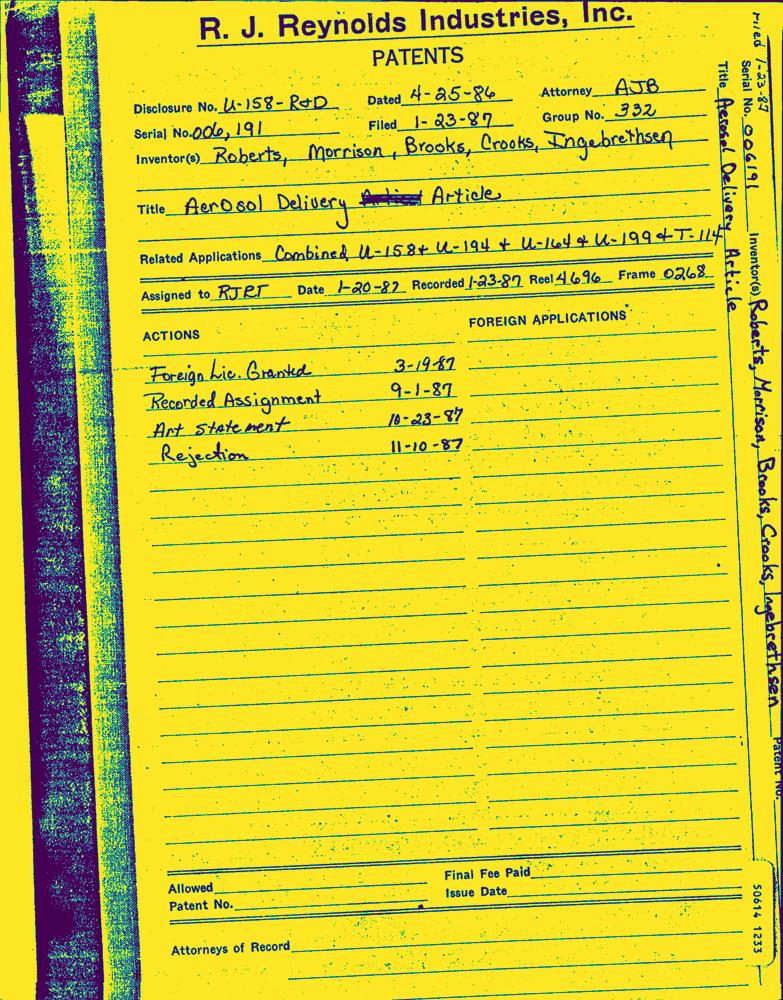 R. J. Reynolds Industries, Inc.
PATENTS
Disclosure No. U-158-R&D Dated 4-25-86 Attorney AJB
Serial No. 006,191 Filed 1-23-87 Group No. 332
Inventor(s) Roberts, Morrison, Brooks, Crooks, Ingebrethsen
Title Aerosol Delivery Article
Related Applications Combined U-158+ U-194 + U-164 + U-199 + T-114
Assigned to RJRT Date 1-20-87 Recorded 1-23-87 Reel 4696 Frame 0268
ACTIONS FOREIGN APPLICATIONS
Foreign Lic. Granted 3-19-87
Recorded Assignment 9-1-87
Art Statement 10-23-87
Rejection 11-10-87
Allowed Final Fee Paid
Patent No. Issue Date
Attorneys of Record
Filed 1-23-87
Serial No. 006191 Inventor(s) Roberts, Morrison, Brooks, Crooks, Ingebrethsen Patent No.
Title Aerosol Delivery Article
50614 1233